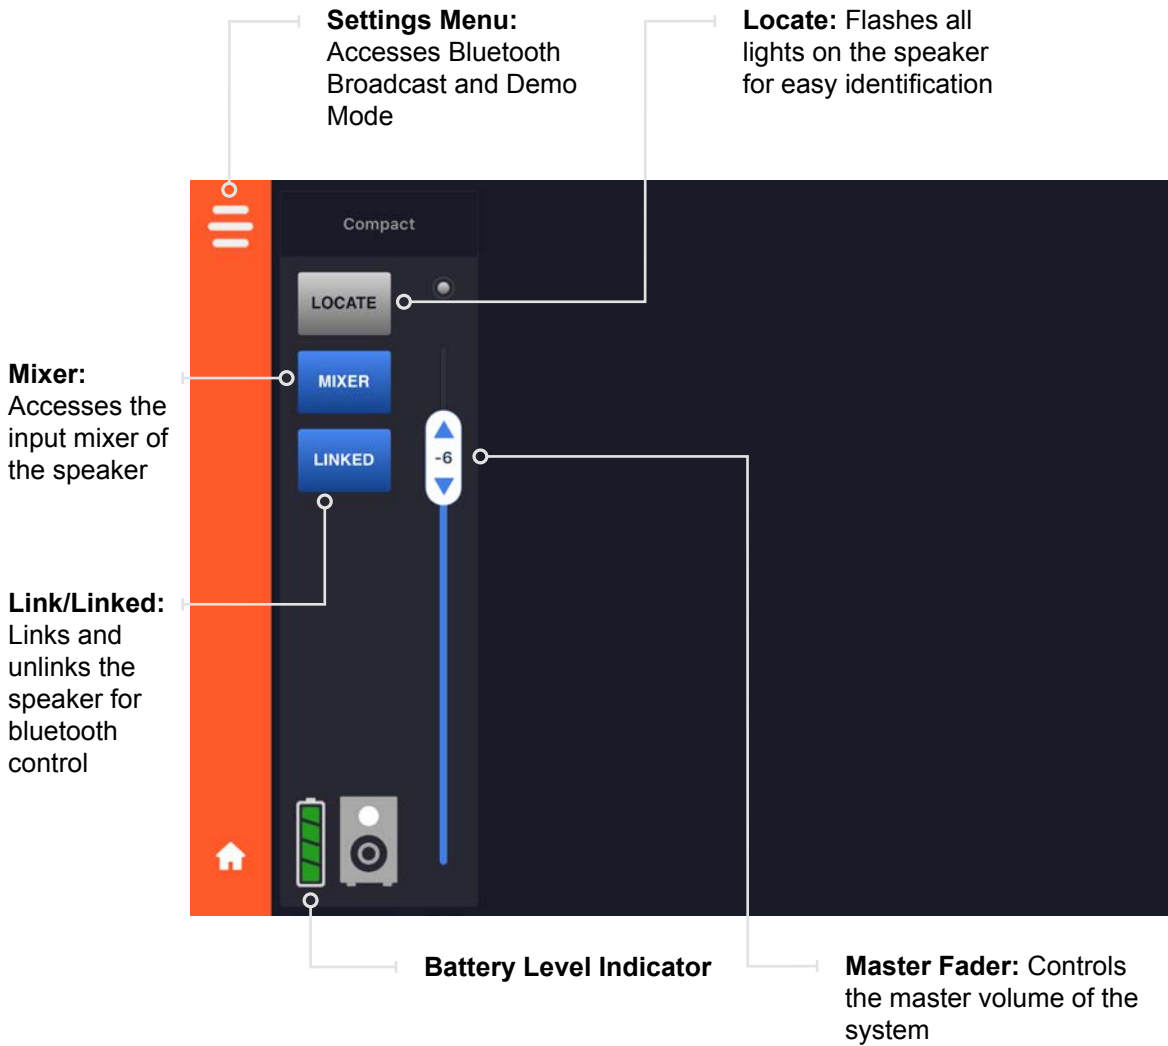 Settings Menu:
Accesses Bluetooth
Broadcast and Demo
Mode
Locate: Flashes all
lights on the speaker
for easy identification
Compact
LOCATE
MIXER
LINKED
-6
Mixer:
Accesses the
input mixer of
the speaker
Link/Linked:
Links and
unlinks the
speaker for
bluetooth
control
Battery Level Indicator
Master Fader: Controls
the master volume of the
system